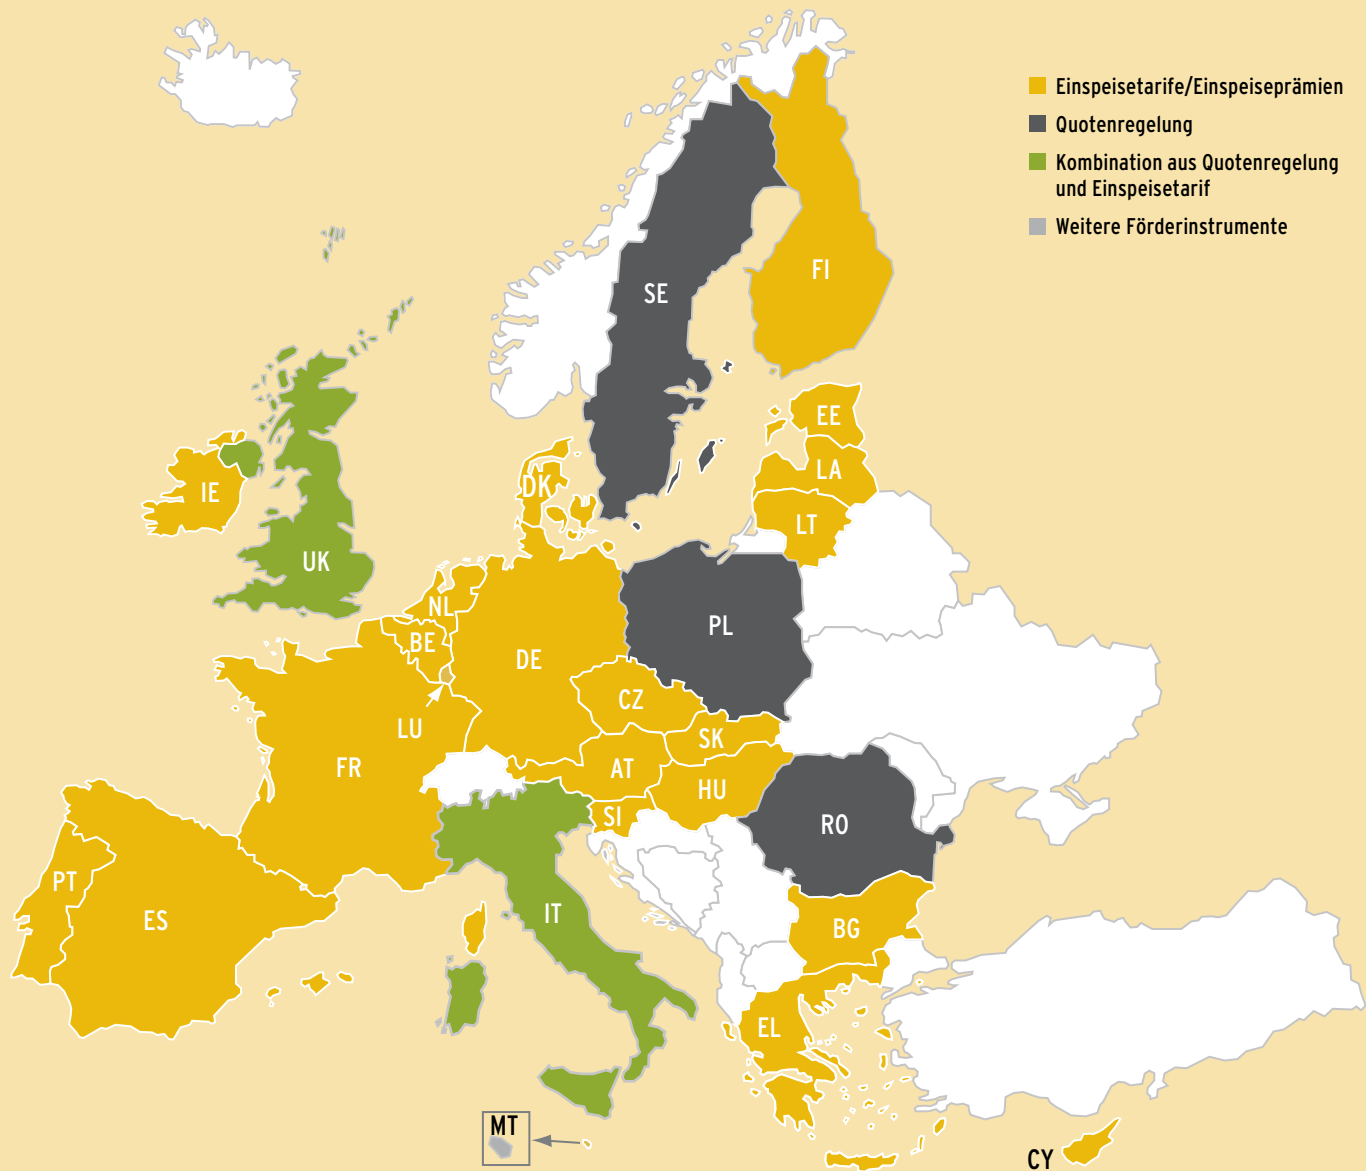 Einspeisetarife/Einspeiseprämien
Quotenregelung
Kombination aus Quotenregelung
und Einspeisetarif
Weitere Förderinstrumente
FI
SE
EE
LA
LT
DK
IE
UK
NL
BE
DE
PL
LU
CZ
SK
FR
AT
HU
SI
RO
PT
ES
IT
BG
EL
MT
CY